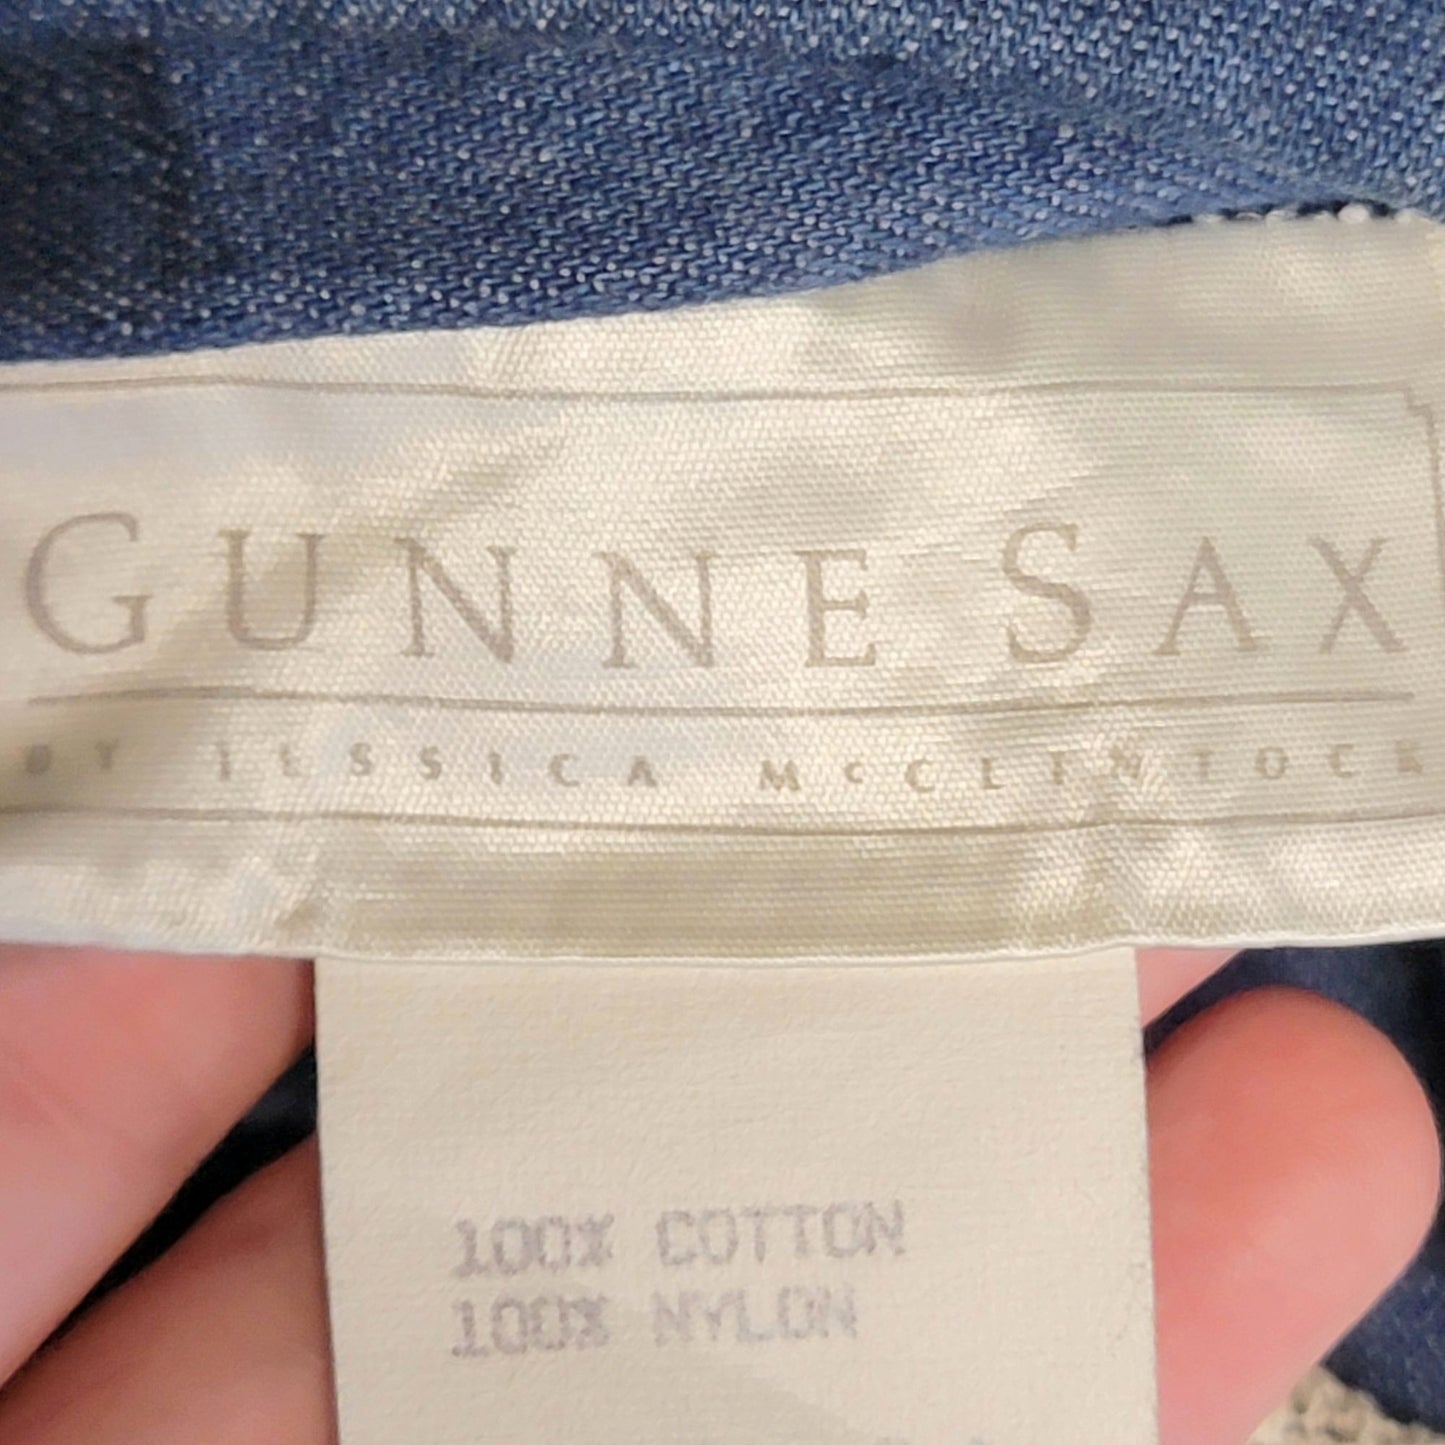 GUNNE SAX
BY JESSICA McCLINTOCK
100% COTTON
100% NYLON